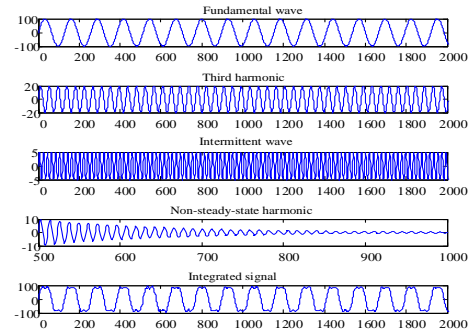 Fundamental wave
100
0
-100
0 200 400 600 800 1000 1200 1400 1600 1800 2000
Third harmonic
20
0
-20
0 200 400 600 800 1000 1200 1400 1600 1800 2000
Intermittent wave
5
0
-5
0 200 400 600 800 1000 1200 1400 1600 1800 2000
Non-steady-state harmonic
10
0
-10
500 600 700 800 900 1000
Integrated signal
100
0
-100
0 200 400 600 800 1000 1200 1400 1600 1800 2000